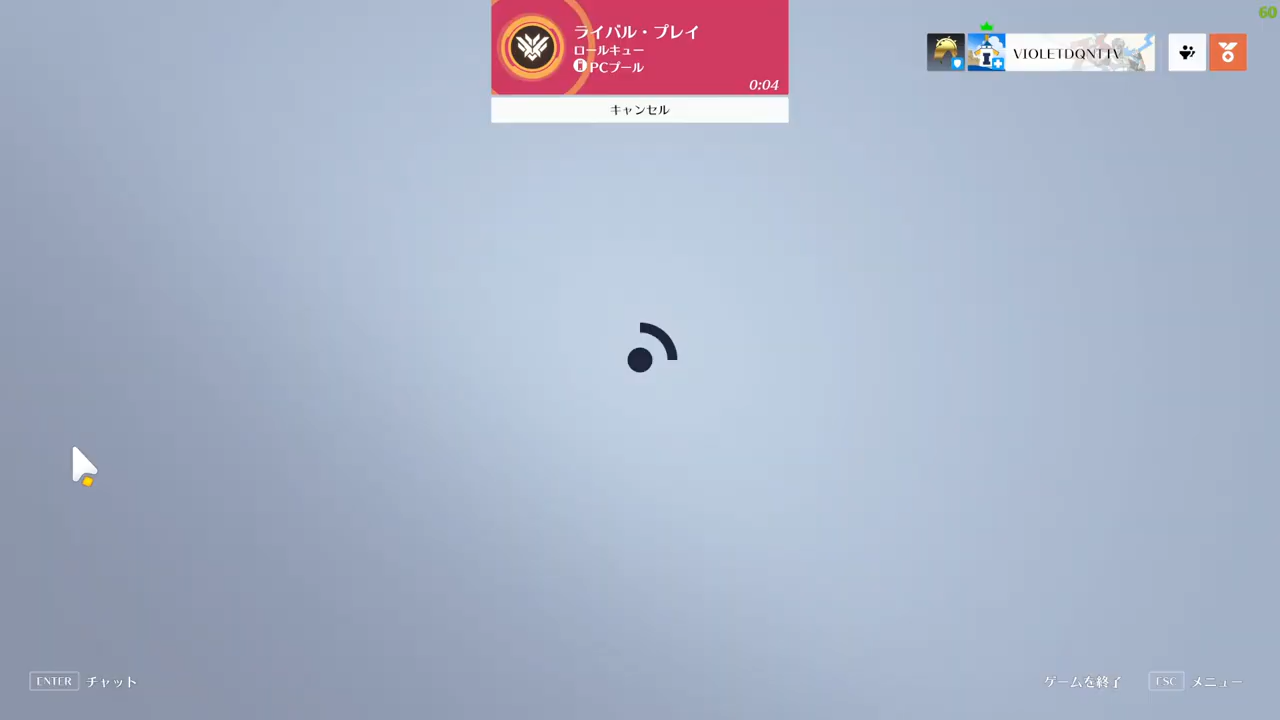 60
ライバル・プレイ
ロールキュー
PCプール
0:04
キャンセル
VIOLETDQNTTV
ENTER チャット
ゲームを終了
ESC メニュー